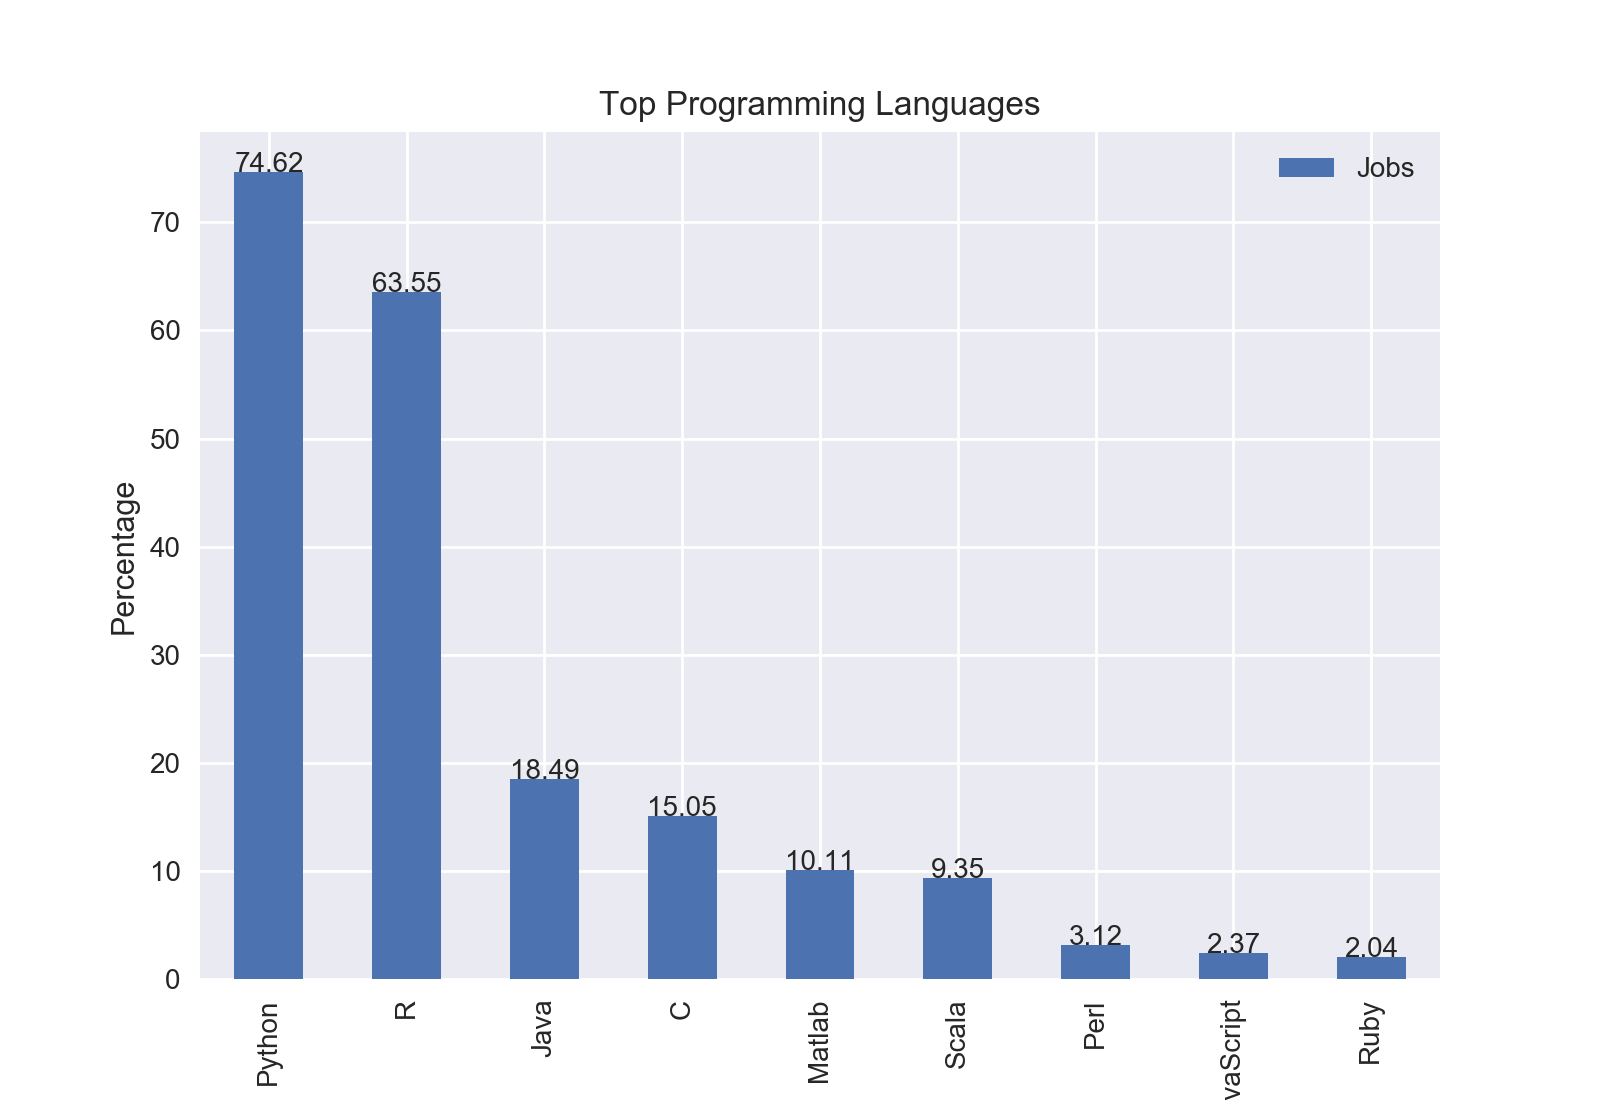 Top Programming Languages
Jobs
Percentage
70
60
50
40
30
20
10
0
74.62
63.55
18.49
15.05
10.11
9.35
3.12
2.37
2.04
Python
R
Java
C
Matlab
Scala
Perl
vaScript
Ruby